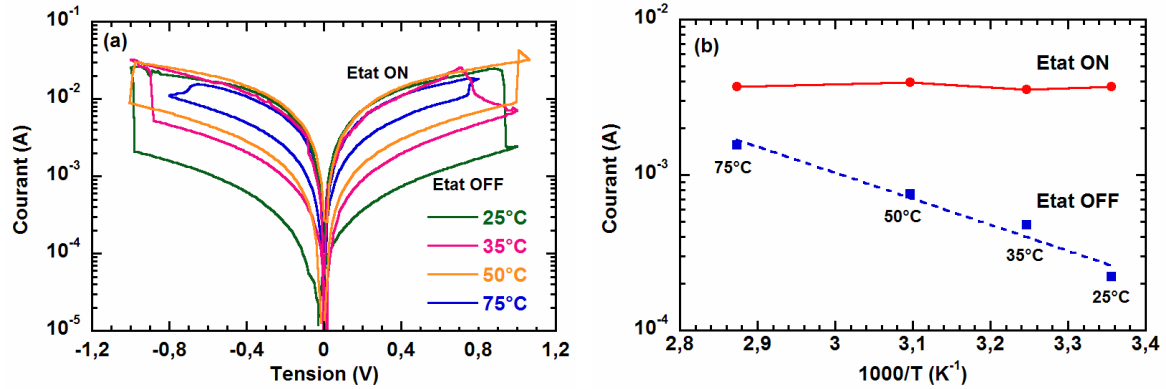 (a)
Courant (A)
10-1
10-2
10-3
10-4
10-5
Etat ON
Etat OFF
25°C
35°C
50°C
75°C
-1,2 -0,8 -0,4 0 0,4 0,8 1,2
Tension (V)
(b)
Courant (A)
10-2
10-3
10-4
Etat ON
Etat OFF
75°C
50°C
35°C
25°C
2,8 2,9 3 3,1 3,2 3,3 3,4
1000/T (K-1)